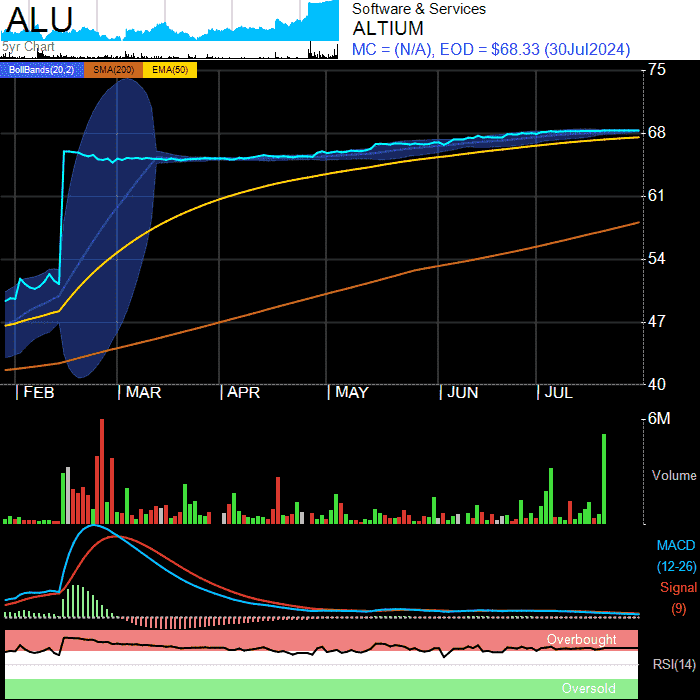 ALU
5yr Chart
Software & Services
ALTIUM
MC = (N/A), EOD = $68.33 (30Jul2024)
BollBands(20,2) SMA(200) EMA(50)
75
68
61
54
47
40
FEB MAR APR MAY JUN JUL
6M
Volume
MACD
(12-26)
Signal
(9)
Overbought
RSI(14)
Oversold